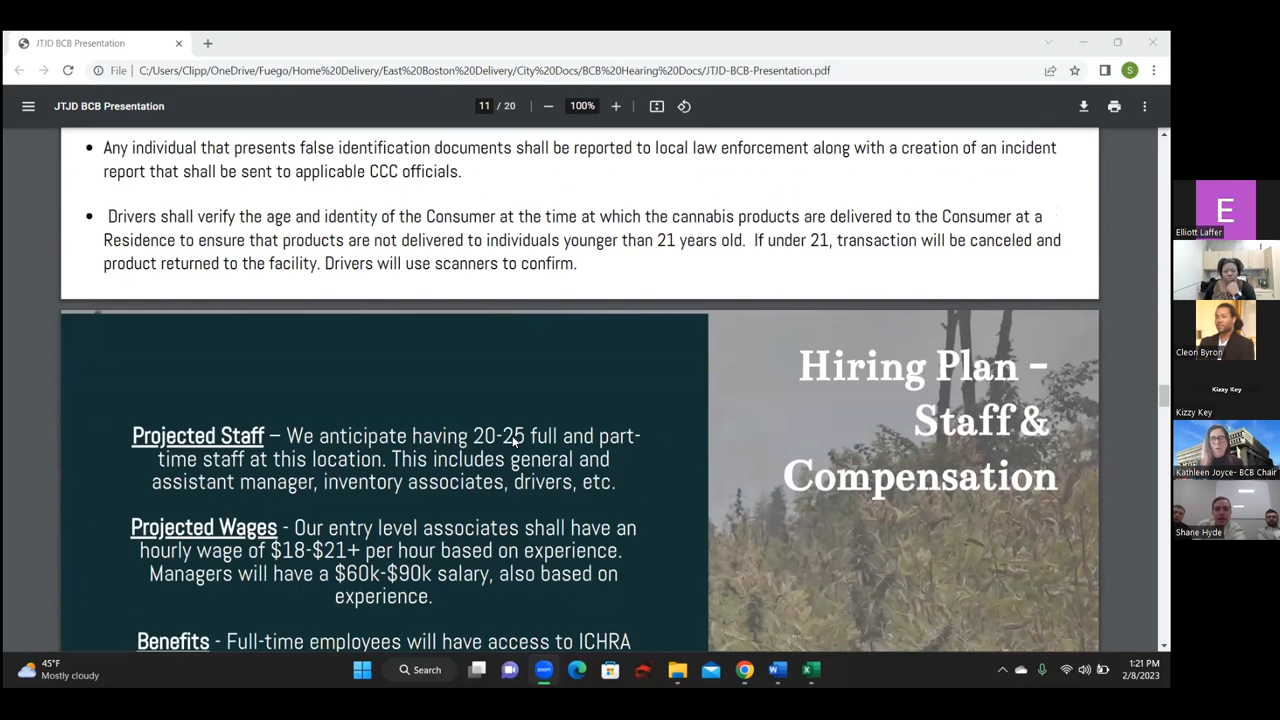 JTJD BCB Presentation
File
C:/Users/Clipp/OneDrive/Fuego/Home%20Delivery/East%20Boston%20Delivery/City%20Docs/BCB%20Hearing%20Docs/JTJD-BCB-Presentation.pdf
S
JTJD BCB Presentation
11 / 20
100%
Any individual that presents false identification documents shall be reported to local law enforcement along with a creation of an incident
report that shall be sent to applicable CCC officials.
Drivers shall verify the age and identity of the Consumer at the time at which the cannabis products are delivered to the Consumer at a
Residence to ensure that products are not delivered to individuals younger than 21 years old. If under 21, transaction will be canceled and
product returned to the facility. Drivers will use scanners to confirm.
Hiring Plan –
Staff &
Compensation
Projected Staff – We anticipate having 20-25 full and part-
time staff at this location. This includes general and
assistant manager, inventory associates, drivers, etc.
Projected Wages - Our entry level associates shall have an
hourly wage of $18-$21+ per hour based on experience.
Managers will have a $60k-$90k salary, also based on
experience.
Benefits - Full-time employees will have access to ICHRA
E
Elliott Laffer
Cleon Byron
Kizzy Key
Kizzy Key
Kathleen Joyce- BCB Chair
Shane Hyde
45°F
Mostly cloudy
Search
1:21 PM
2/8/2023